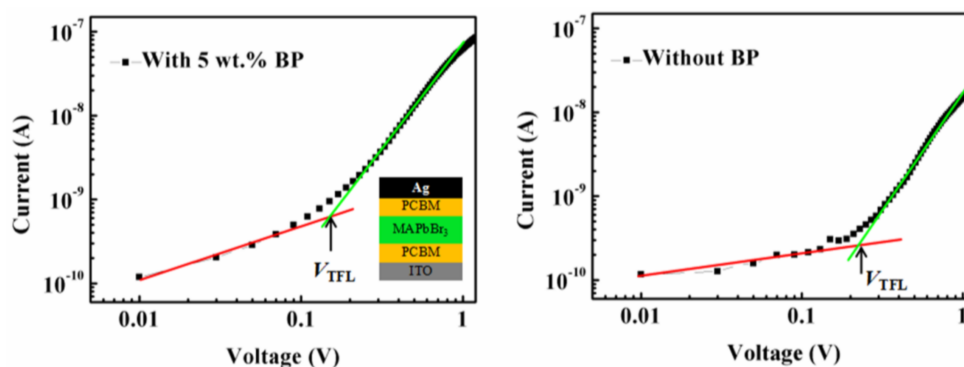 With 5 wt.% BP
Current (A)
10⁻⁷
10⁻⁸
10⁻⁹
10⁻¹⁰
Ag
PCBM
MAPbBr₃
PCBM
ITO
V_TFL
0.01
0.1
1
Voltage (V)
Without BP
Current (A)
10⁻⁷
10⁻⁸
10⁻⁹
10⁻¹⁰
V_TFL
0.01
0.1
1
Voltage (V)